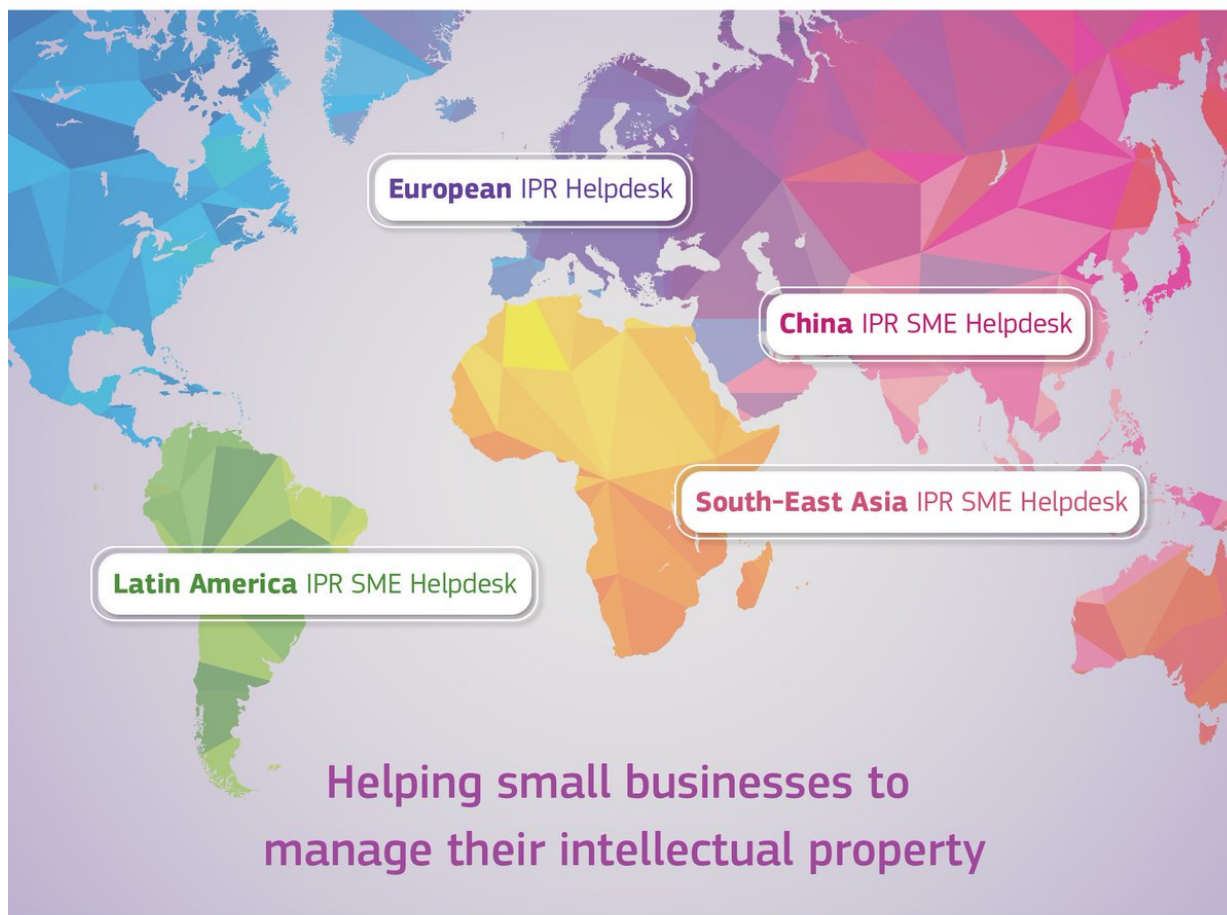 European IPR Helpdesk
China IPR SME Helpdesk
South-East Asia IPR SME Helpdesk
Latin America IPR SME Helpdesk
Helping small businesses to
manage their intellectual property